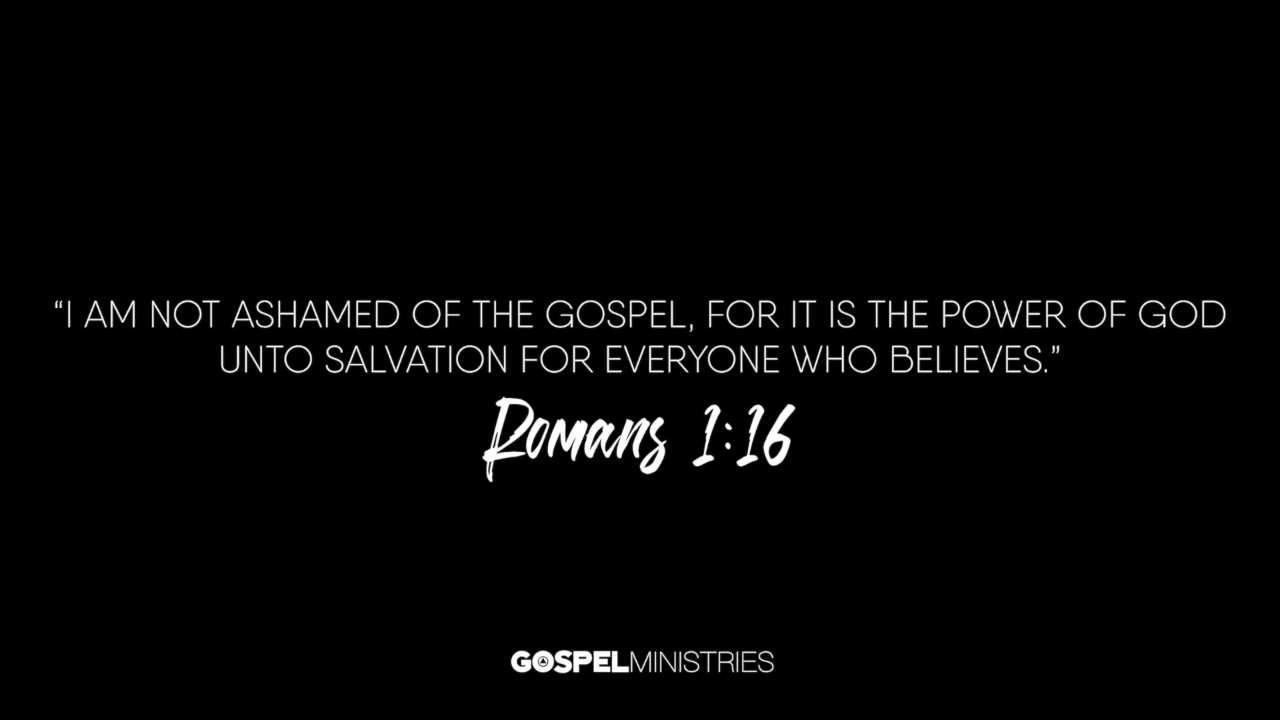 “I AM NOT ASHAMED OF THE GOSPEL, FOR IT IS THE POWER OF GOD
UNTO SALVATION FOR EVERYONE WHO BELIEVES.”
Romans 1:16
GOSPELMINISTRIES